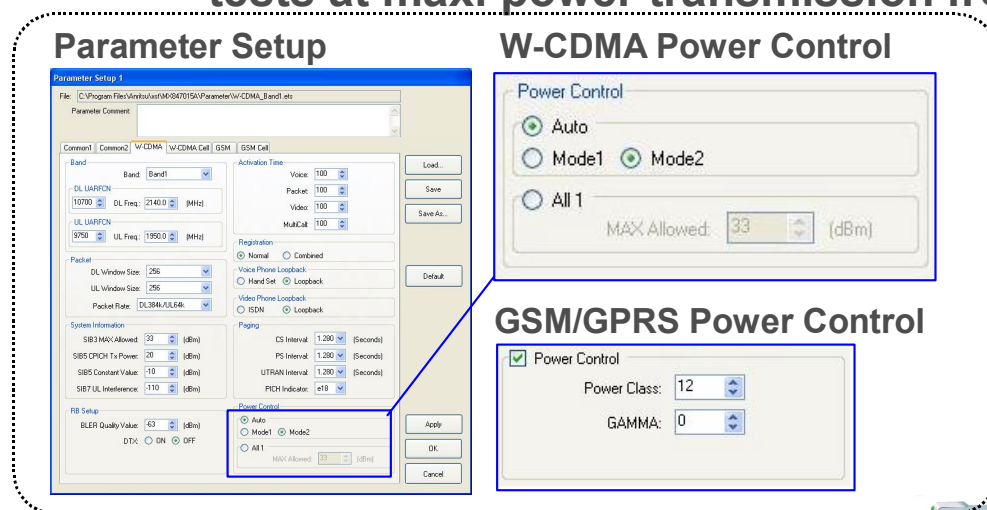 tests at maxi power transmission fre
Parameter Setup
Parameter Setup 1
File: C:\Program Files\Anritsu\xsf\MX847015A\Parameter\W-CDMA_Band1.ets
Parameter Comment:
Common1 Common2 W-CDMA W-CDMA Cell GSM GSM Cell
Band
Band: Band1
DL UARFCN
10700 DL Freq.: 2140.0 (MHz)
UL UARFCN
9750 UL Freq.: 1950.0 (MHz)
Packet
DL Window Size: 256
UL Window Size: 256
Packet Rate: DL384k/UL64k
System Information
SIB3 MAX Allowed: 33 (dBm)
SIB5 CPICH Tx Power: 20 (dBm)
SIB5 Constant Value: -10 (dBm)
SIB7 UL Interference: -110 (dBm)
RB Setup
BLER Quality Value: -63 (dBm)
DTX: ON OFF
Activation Time
Voice: 100
Packet: 100
Video: 100
MultiCall: 100
Registration
Normal Combined
Voice Phone Loopback
Hand Set Loopback
Video Phone Loopback
ISDN Loopback
Paging
CS Interval: 1.280 (Seconds)
PS Interval: 1.280 (Seconds)
UTRAN Interval: 1.280 (Seconds)
PICH Indicator: e18
Power Control
Auto
Mode1 Mode2
All 1
MAX Allowed: 33 (dBm)
Load...
Save
Save As...
Default
Apply
OK
Cancel
W-CDMA Power Control
Power Control
Auto
Mode1 Mode2
All 1
MAX Allowed: 33 (dBm)
GSM/GPRS Power Control
Power Control
Power Class: 12
GAMMA: 0